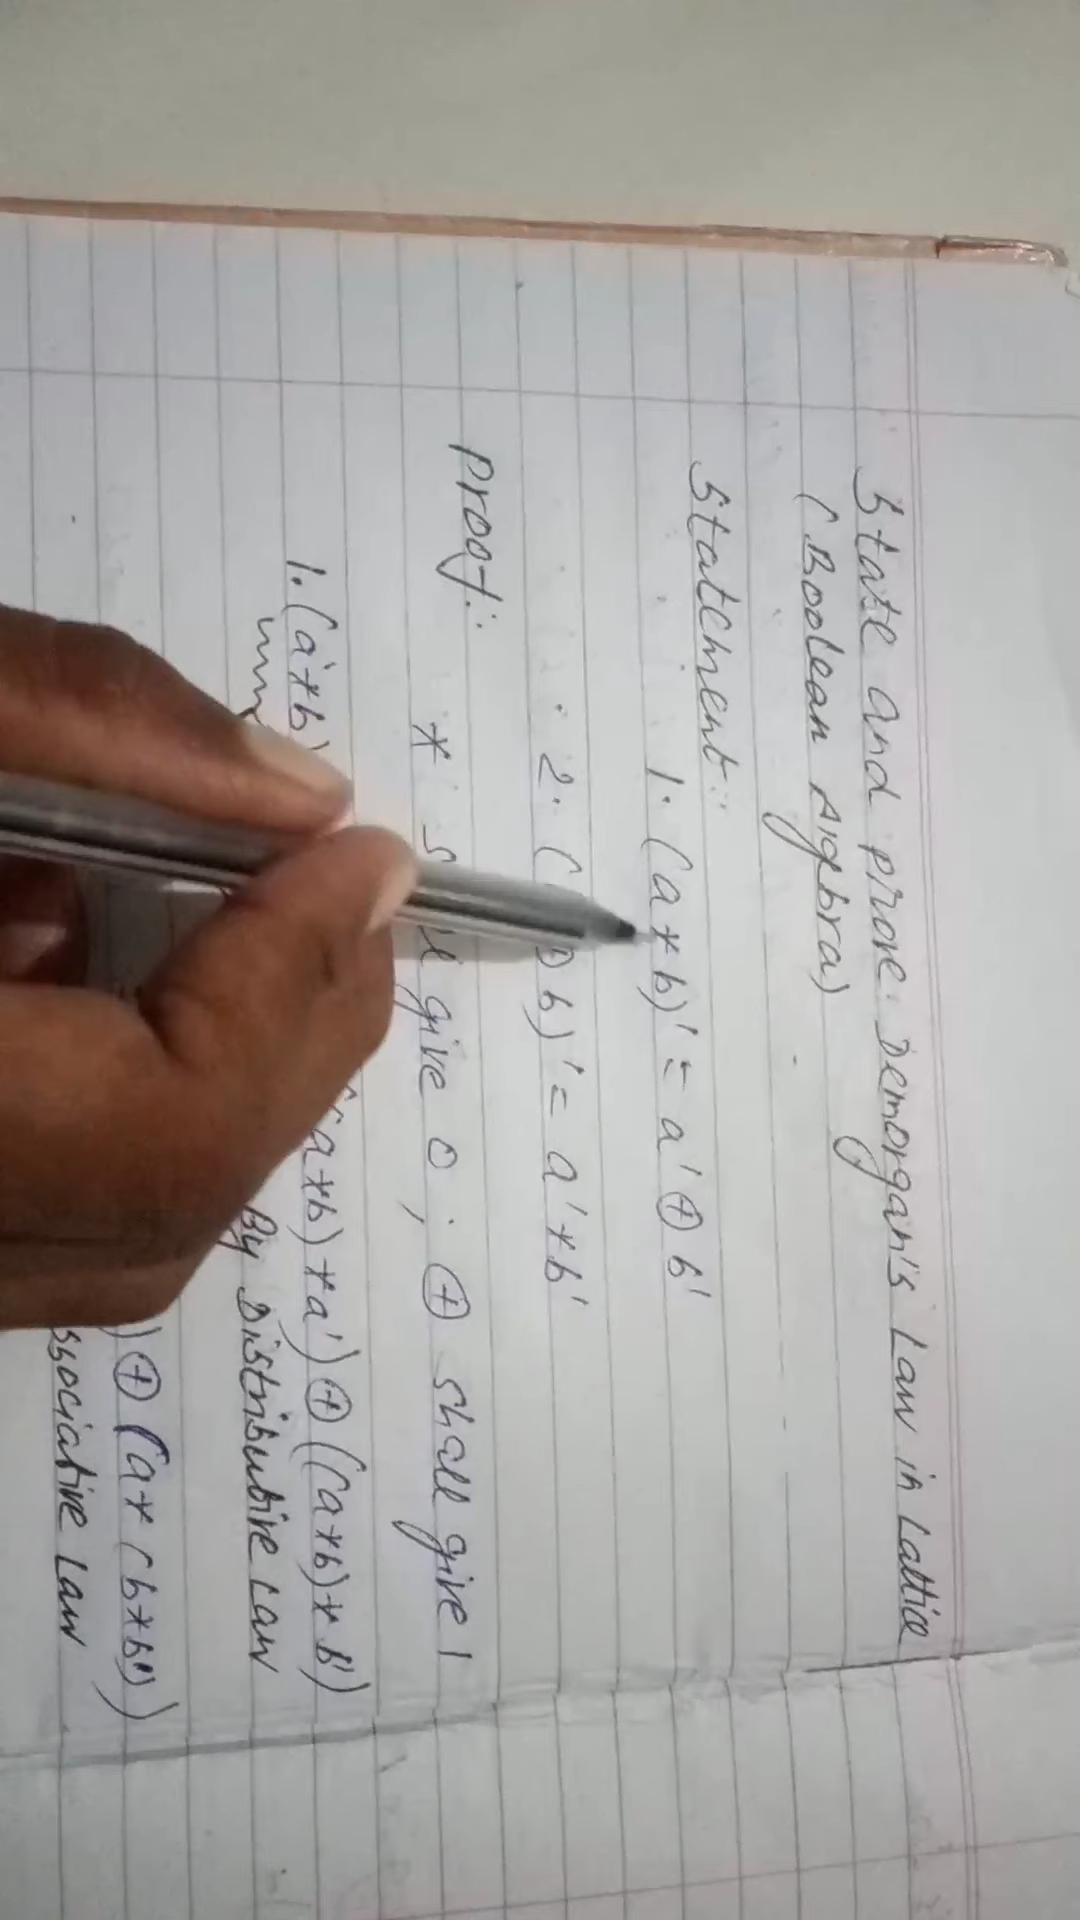 State and prove Demorgan's Law in Lattice
(Boolean Algebra)
Statement:
1. (a*b)' = a' ⊕ b'
2. ( b)' = a' * b'
Proof:
* give 0; ⊕ shall give 1
1. (a*b) (a*b)*a') ⊕ ((a*b)*b')
By Distributive Law
) ⊕ (a*(b*b'))
ssociative Law